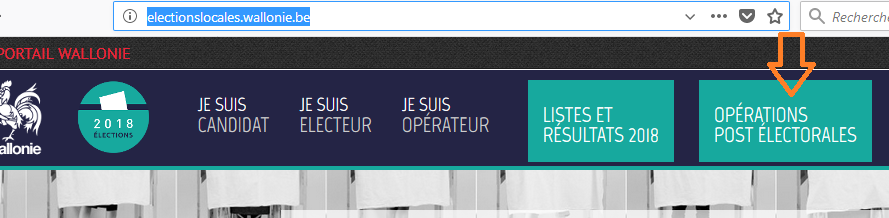 electionslocales.wallonie.be
Recherche
PORTAIL WALLONIE
2018
ÉLECTIONS
allonie
JE SUIS
CANDIDAT
JE SUIS
ELECTEUR
JE SUIS
OPÉRATEUR
LISTES ET
RÉSULTATS 2018
OPÉRATIONS
POST ÉLECTORALES